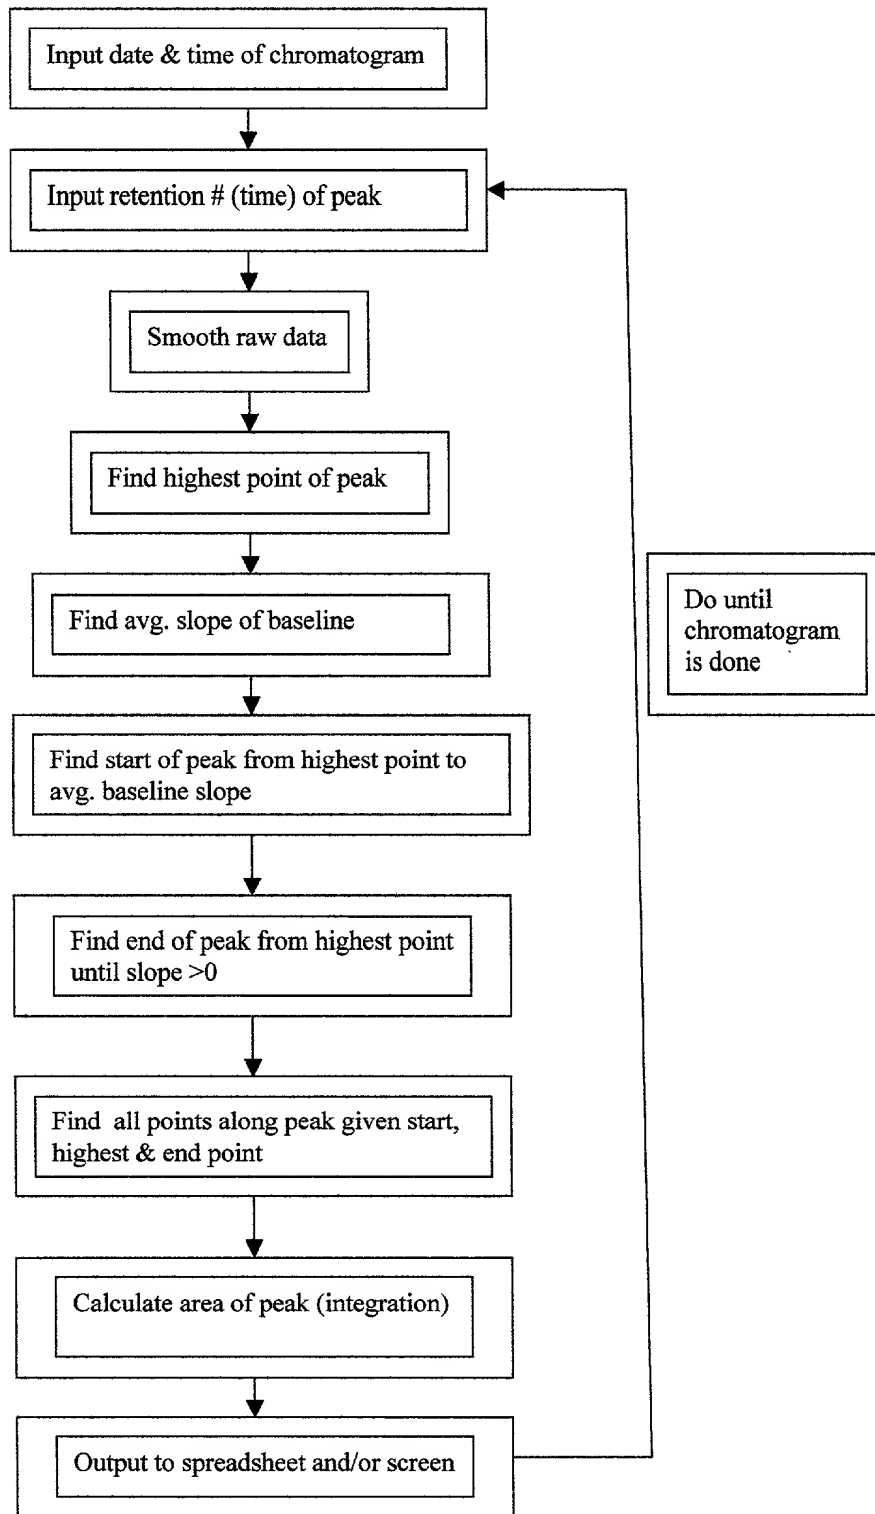 Input date & time of chromatogram
Input retention # (time) of peak
Smooth raw data
Find highest point of peak
Find avg. slope of baseline
Do until
chromatogram
is done
Find start of peak from highest point to
avg. baseline slope
Find end of peak from highest point
until slope >0
Find all points along peak given start,
highest & end point
Calculate area of peak (integration)
Output to spreadsheet and/or screen